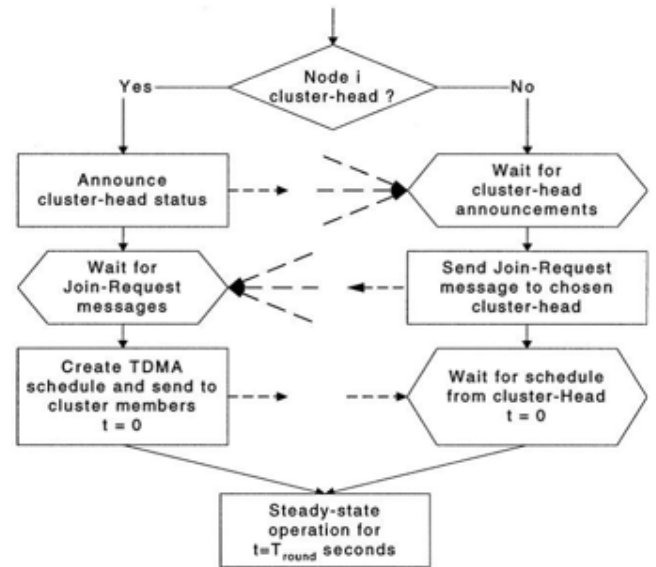 Node i
cluster-head ?
Yes
No
Announce
cluster-head status
Wait for
cluster-head
announcements
Wait for
Join-Request
messages
Send Join-Request
message to chosen
cluster-head
Create TDMA
schedule and send to
cluster members
t = 0
Wait for schedule
from cluster-Head
t = 0
Steady-state
operation for
t=Tround seconds